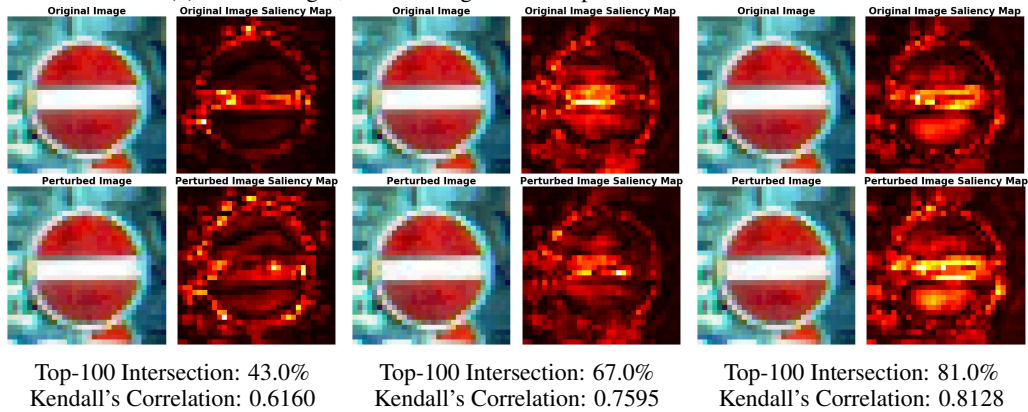 Original Image Original Image Saliency Map Original Image Original Image Saliency Map Original Image Original Image Saliency Map
Perturbed Image Perturbed Image Saliency Map Perturbed Image Perturbed Image Saliency Map Perturbed Image Perturbed Image Saliency Map
Top-100 Intersection: 43.0% Top-100 Intersection: 67.0% Top-100 Intersection: 81.0%
Kendall's Correlation: 0.6160 Kendall's Correlation: 0.7595 Kendall's Correlation: 0.8128